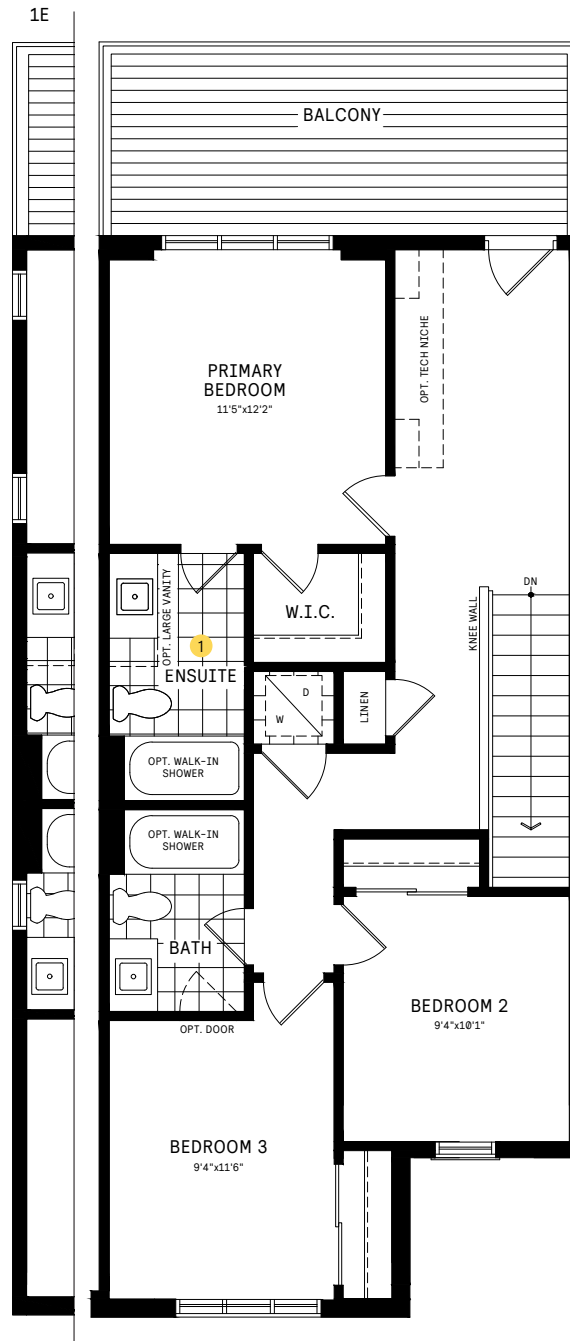 1E
BALCONY
PRIMARY
BEDROOM
11'5"x12'2"
OPT. TECH NICHE
DN
KNEE WALL
OPT. LARGE VANITY
1
ENSUITE
W.I.C.
D
W
LINEN
OPT. WALK-IN
SHOWER
OPT. WALK-IN
SHOWER
BATH
OPT. DOOR
BEDROOM 2
9'4"x10'1"
BEDROOM 3
9'4"x11'6"